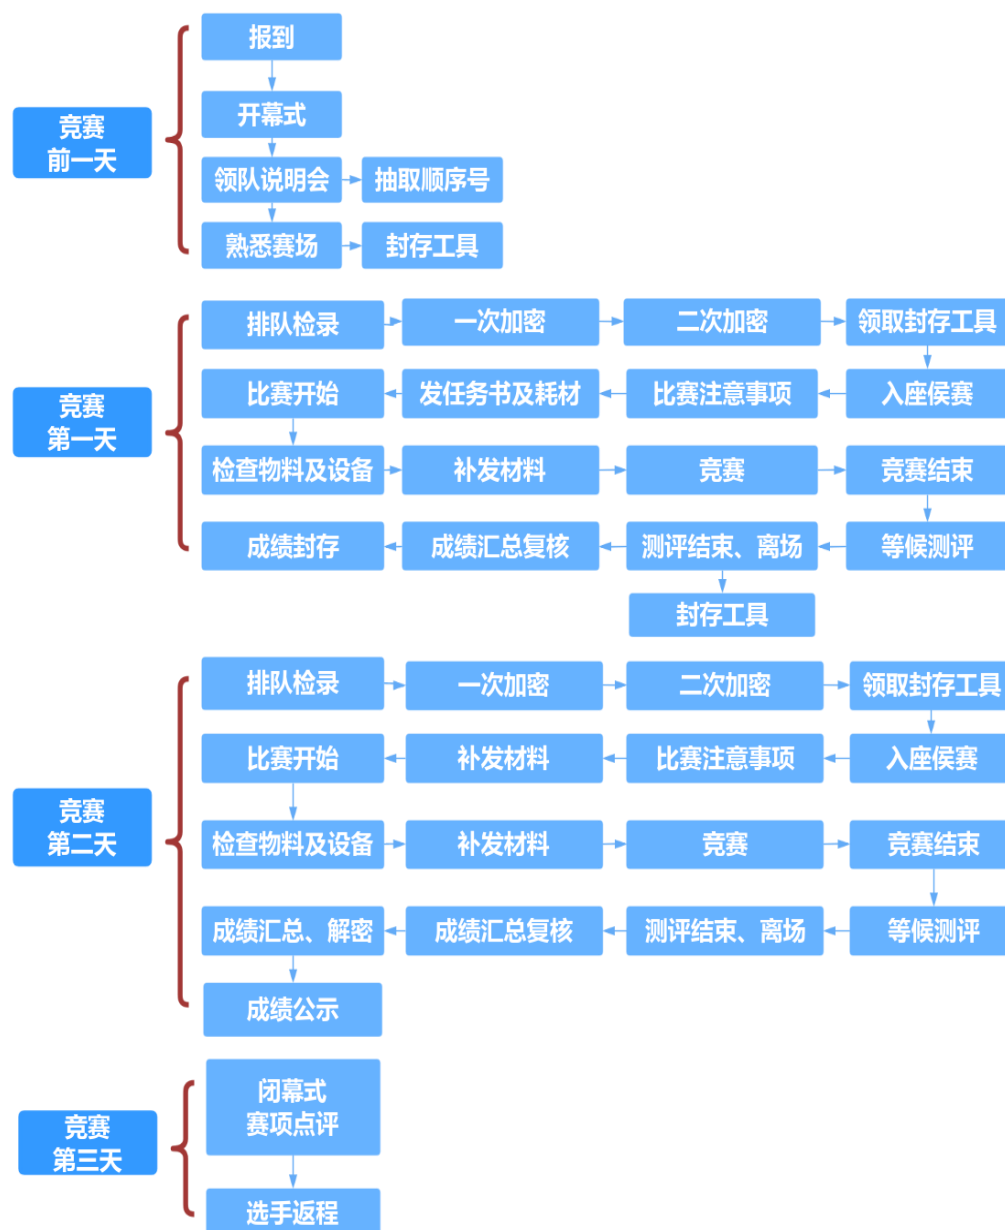 竞赛
前一天
报到
开幕式
领队说明会
抽取顺序号
熟悉赛场
封存工具
竞赛
第一天
排队检录
一次加密
二次加密
领取封存工具
入座侯赛
比赛注意事项
发任务书及耗材
比赛开始
检查物料及设备
补发材料
竞赛
竞赛结束
等候测评
测评结束、离场
封存工具
成绩汇总复核
成绩封存
竞赛
第二天
排队检录
一次加密
二次加密
领取封存工具
入座侯赛
比赛注意事项
补发材料
比赛开始
检查物料及设备
补发材料
竞赛
竞赛结束
等候测评
测评结束、离场
成绩汇总复核
成绩汇总、解密
成绩公示
竞赛
第三天
闭幕式
赛项点评
选手返程